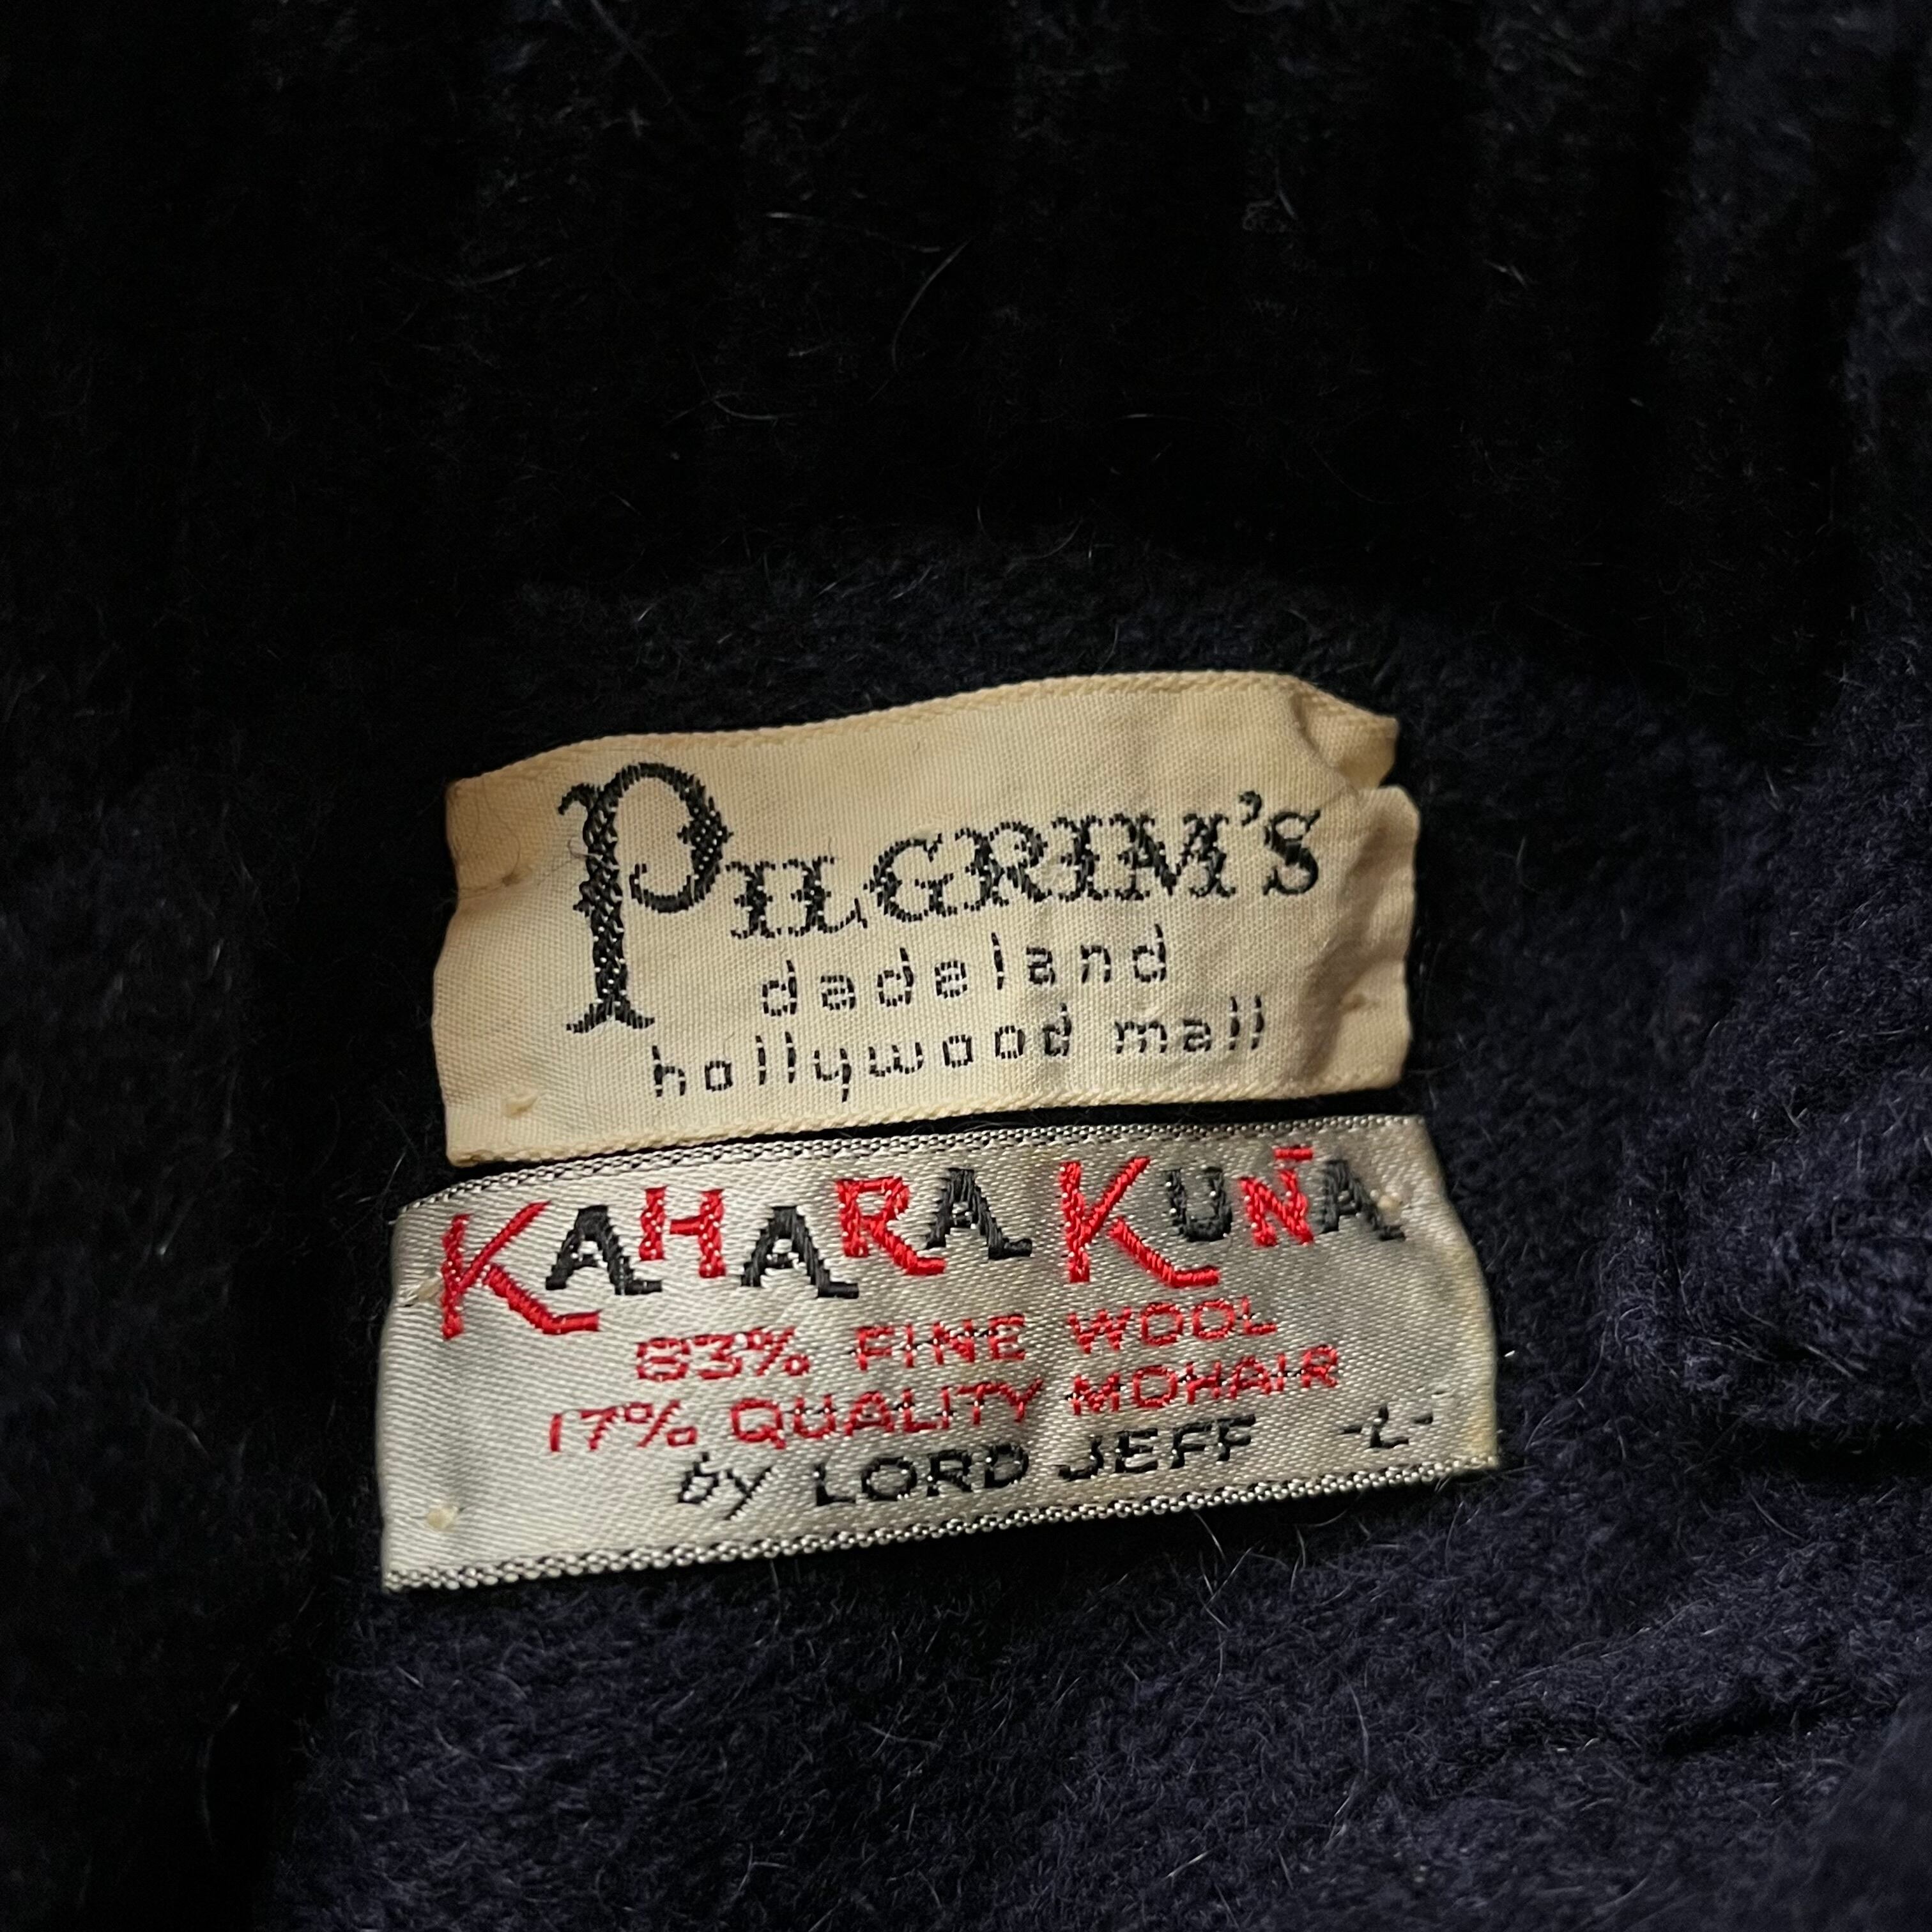 PILGRIM'S
dadeland
hollywood mall
KAHARA KUÑA
83% FINE WOOL
17% QUALITY MOHAIR
by LORD JEFF -L-